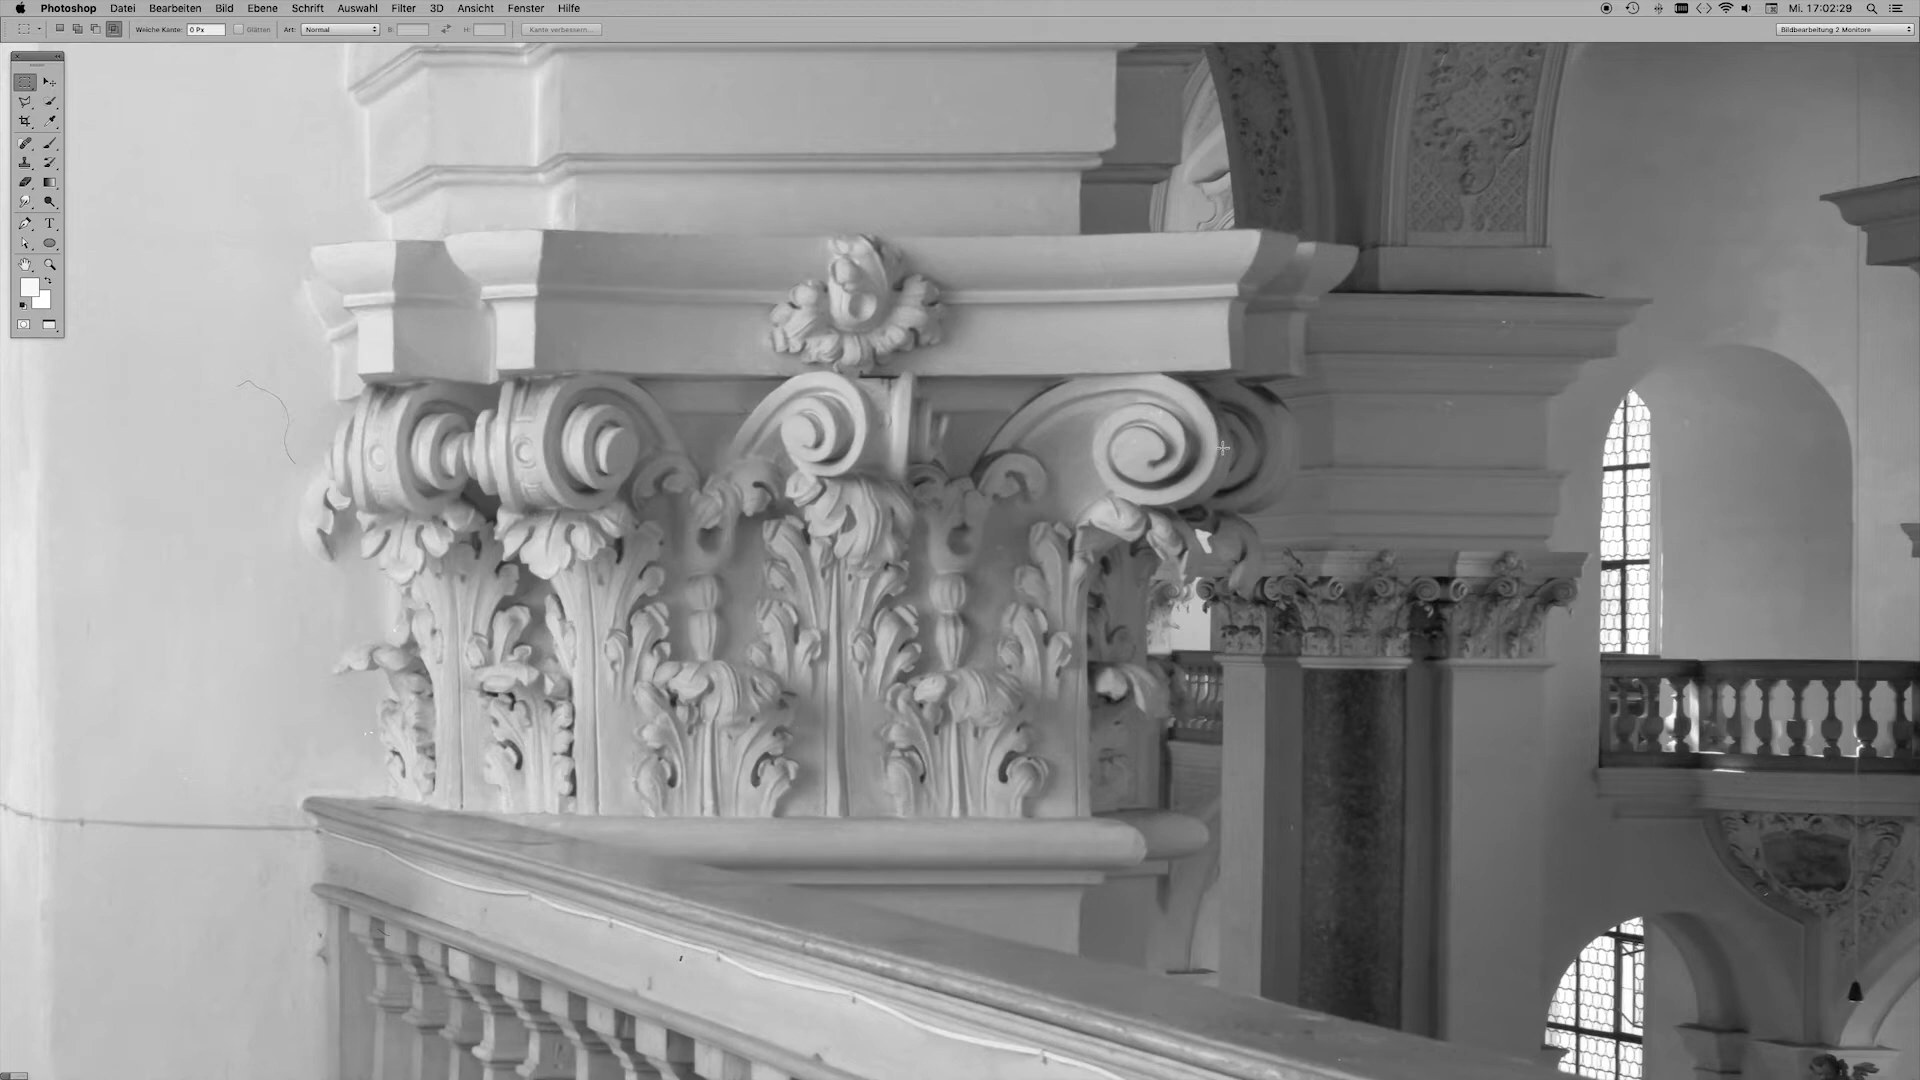 Photoshop Datei Bearbeiten Bild Ebene Schrift Auswahl Filter 3D Ansicht Fenster Hilfe Mi. 17:02:29
Weiche Kante: 0 Px Glätten Art: Normal B: H: Kante verbessern... Bildbearbeitung 2 Monitore
T